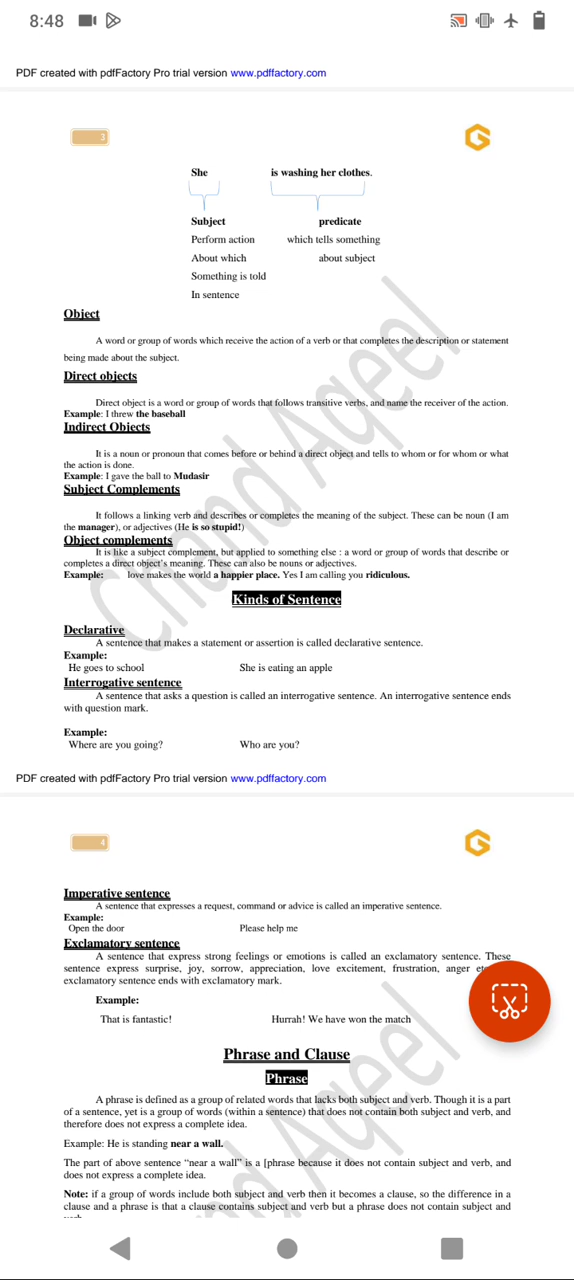 8:48
PDF created with pdfFactory Pro trial version www.pdffactory.com
3
She is washing her clothes.
Subject predicate
Perform action which tells something
About which about subject
Something is told
In sentence
Object
A word or group of words which receive the action of a verb or that completes the description or statement
being made about the subject.
Direct objects
Direct object is a word or group of words that follows transitive verbs, and name the receiver of the action.
Example: I threw the baseball
Indirect Objects
It is a noun or pronoun that comes before or behind a direct object and tells to whom or for whom or what
the action is done.
Example: I gave the ball to Mudasir
Subject Complements
It follows a linking verb and describes or completes the meaning of the subject. These can be noun (I am
the manager), or adjectives (He is so stupid!)
Object complements
It is like a subject complement, but applied to something else : a word or group of words that describe or
completes a direct object's meaning. These can also be nouns or adjectives.
Example: love makes the world a happier place. Yes I am calling you ridiculous.
Kinds of Sentence
Declarative
A sentence that makes a statement or assertion is called declarative sentence.
Example:
He goes to school She is eating an apple
Interrogative sentence
A sentence that asks a question is called an interrogative sentence. An interrogative sentence ends
with question mark.
Example:
Where are you going? Who are you?
Chand Aqeel
PDF created with pdfFactory Pro trial version www.pdffactory.com
4
Imperative sentence
A sentence that expresses a request, command or advice is called an imperative sentence.
Example:
Open the door Please help me
Exclamatory sentence
A sentence that express strong feelings or emotions is called an exclamatory sentence. These
sentence express surprise, joy, sorrow, appreciation, love excitement, frustration, anger
exclamatory sentence ends with exclamatory mark.
Example:
That is fantastic! Hurrah! We have won the match
Phrase and Clause
Phrase
A phrase is defined as a group of related words that lacks both subject and verb. Though it is a part
of a sentence, yet is a group of words (within a sentence) that does not contain both subject and verb, and
therefore does not express a complete idea.
Example: He is standing near a wall.
The part of above sentence “near a wall” is a [phrase because it does not contain subject and verb, and
does not express a complete idea.
Note: if a group of words include both subject and verb then it becomes a clause, so the difference in a
clause and a phrase is that a clause contains subject and verb but a phrase does not contain subject and
Aqeel